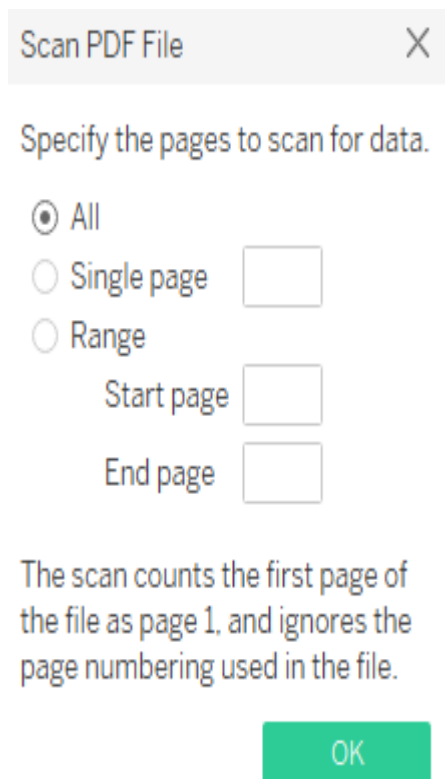 Scan PDF File X
Specify the pages to scan for data.
All
Single page
Range
Start page
End page
The scan counts the first page of
the file as page 1, and ignores the
page numbering used in the file.
OK